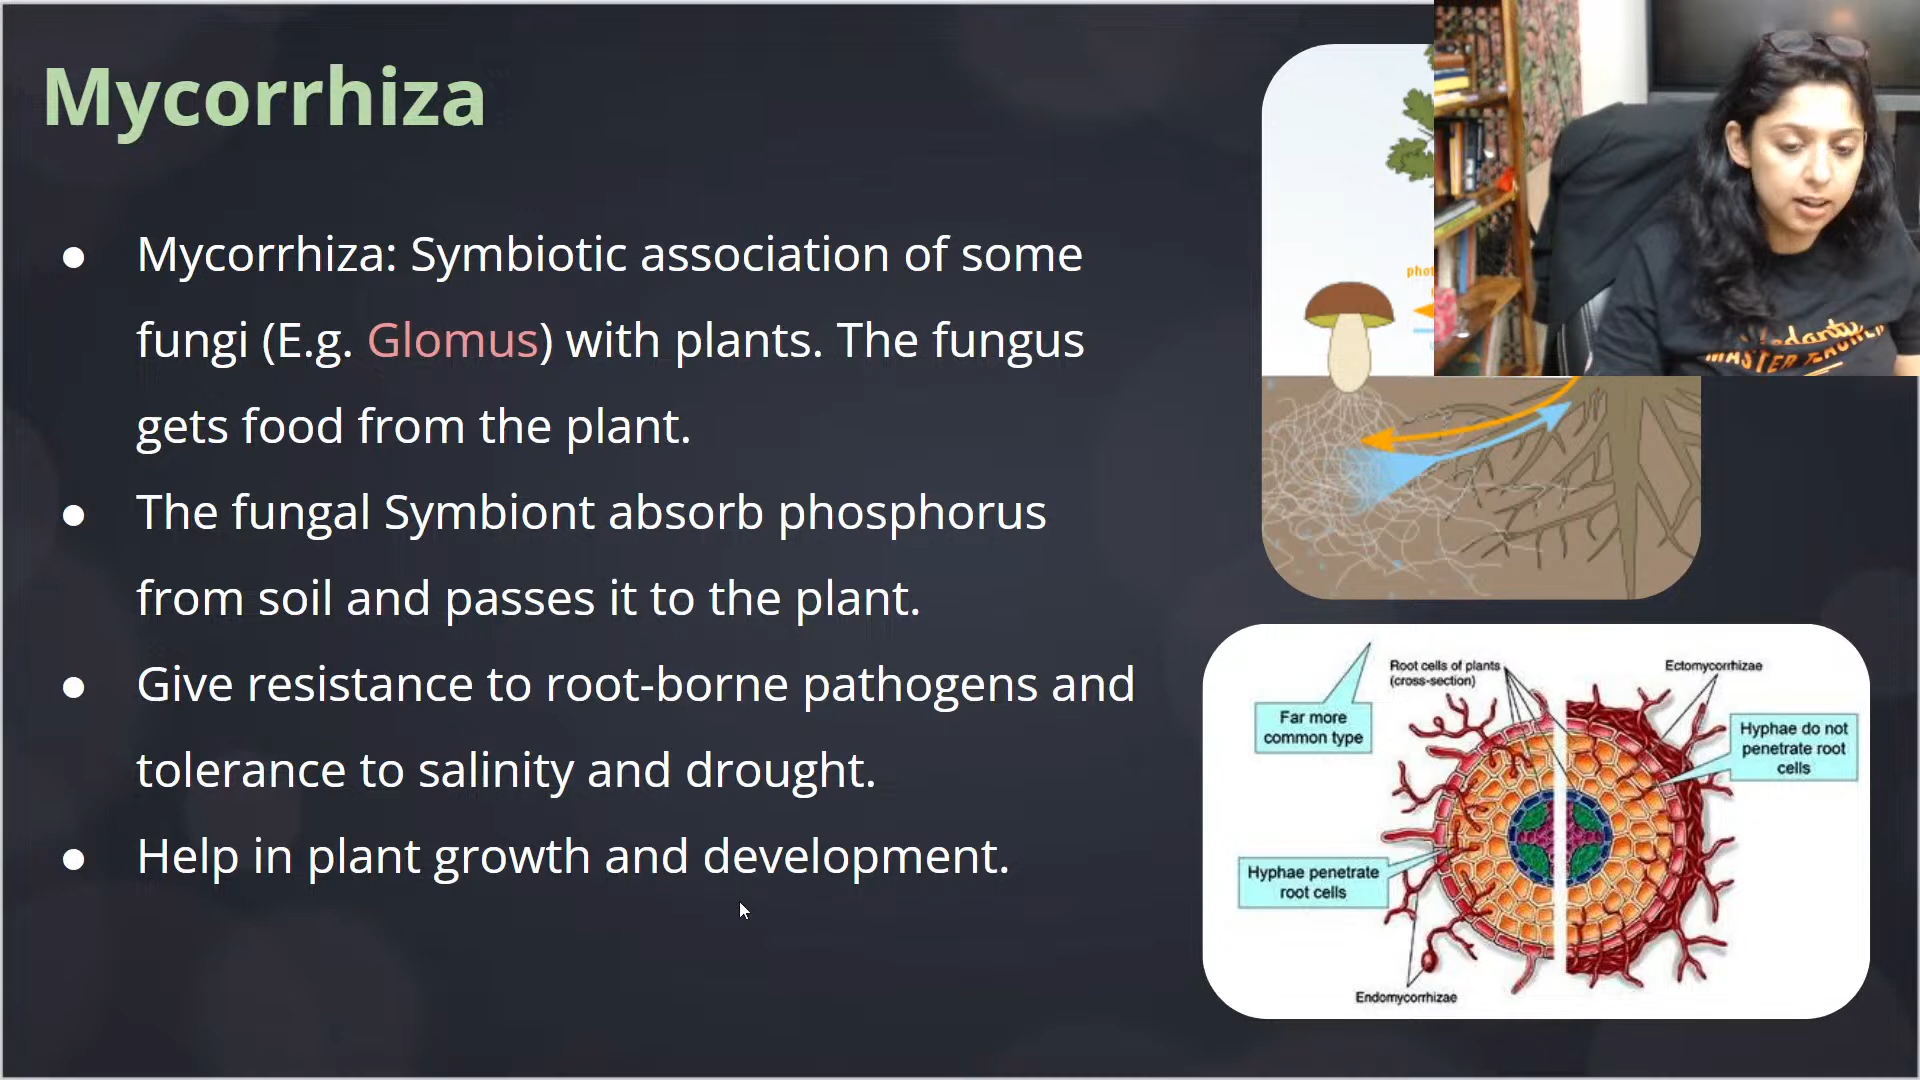 Mycorrhiza
● Mycorrhiza: Symbiotic association of some
fungi (E.g. Glomus) with plants. The fungus
gets food from the plant.
● The fungal Symbiont absorb phosphorus
from soil and passes it to the plant.
● Give resistance to root-borne pathogens and
tolerance to salinity and drought.
● Help in plant growth and development.
phot
MASTER TEACHER
Root cells of plants
(cross-section)
Ectomycorrhizae
Far more
common type
Hyphae do not
penetrate root
cells
Hyphae penetrate
root cells
Endomycorrhizae